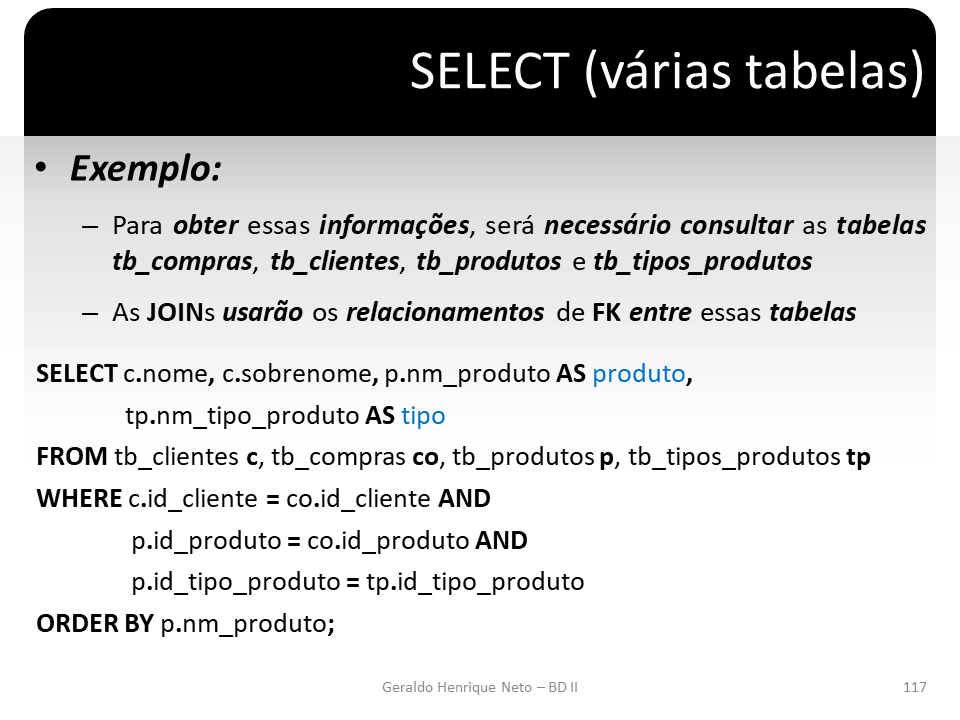 SELECT (várias tabelas)
• Exemplo:
– Para obter essas informações, será necessário consultar as tabelas
tb_compras, tb_clientes, tb_produtos e tb_tipos_produtos
– As JOINs usarão os relacionamentos de FK entre essas tabelas
SELECT c.nome, c.sobrenome, p.nm_produto AS produto,
tp.nm_tipo_produto AS tipo
FROM tb_clientes c, tb_compras co, tb_produtos p, tb_tipos_produtos tp
WHERE c.id_cliente = co.id_cliente AND
p.id_produto = co.id_produto AND
p.id_tipo_produto = tp.id_tipo_produto
ORDER BY p.nm_produto;
Geraldo Henrique Neto – BD II
117